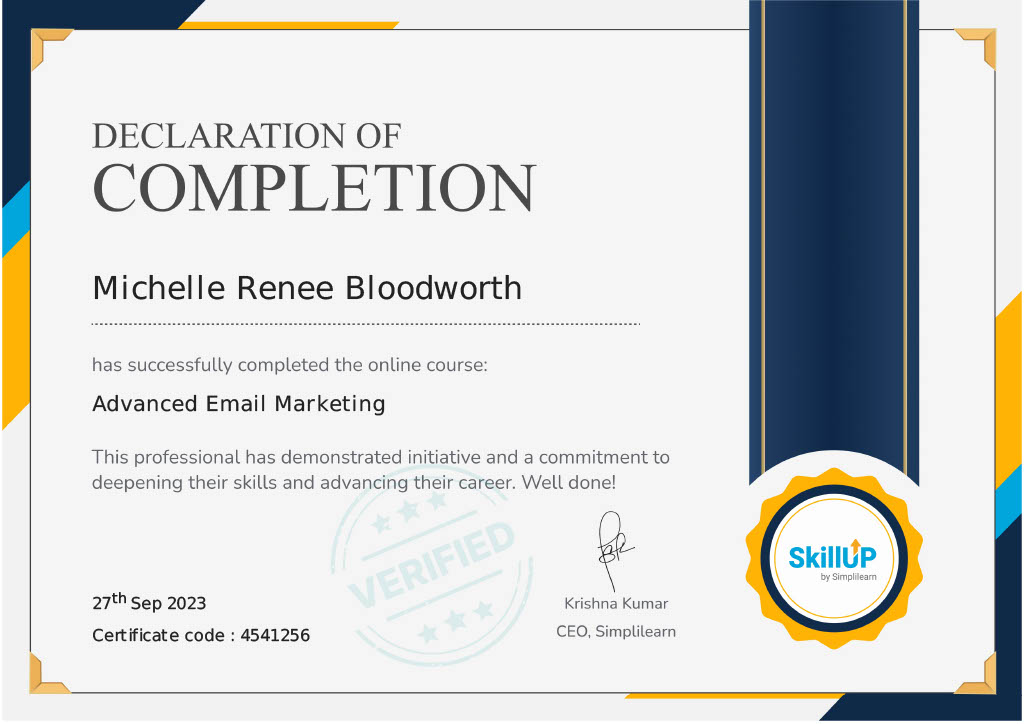 DECLARATION OF
COMPLETION
Michelle Renee Bloodworth
has successfully completed the online course:
Advanced Email Marketing
This professional has demonstrated initiative and a commitment to
deepening their skills and advancing their career. Well done!
VERIFIED
27th Sep 2023
Certificate code : 4541256
Krishna Kumar
CEO, Simplilearn
SkillUP
by Simplilearn